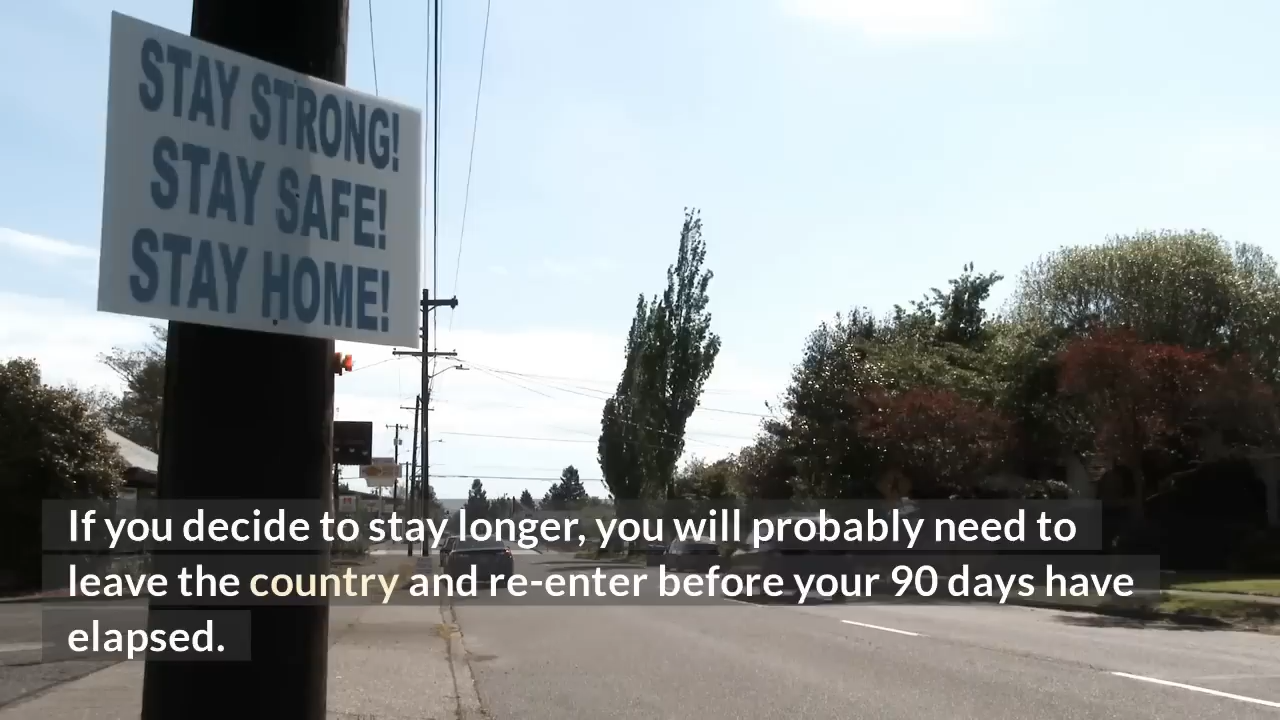 STAY STRONG!
STAY SAFE!
STAY HOME!
If you decide to stay longer, you will probably need to
leave the country and re-enter before your 90 days have
elapsed.